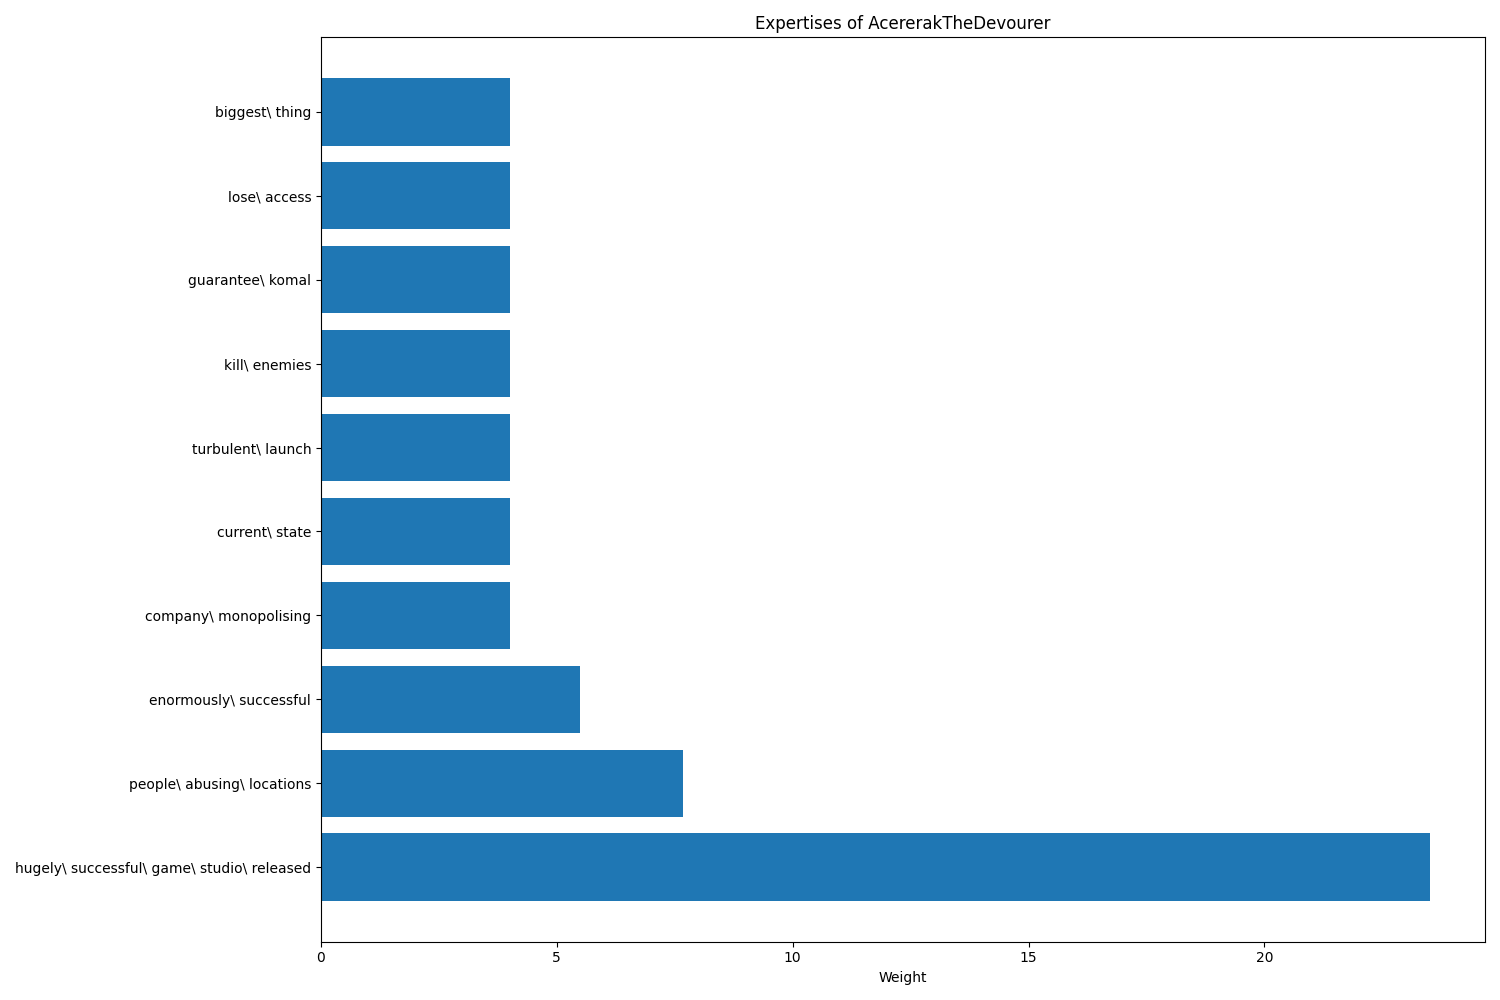 Expertises of AcererakTheDevourer
biggest\ thing
lose\ access
guarantee\ komal
kill\ enemies
turbulent\ launch
current\ state
company\ monopolising
enormously\ successful
people\ abusing\ locations
hugely\ successful\ game\ studio\ released
0 5 10 15 20
Weight